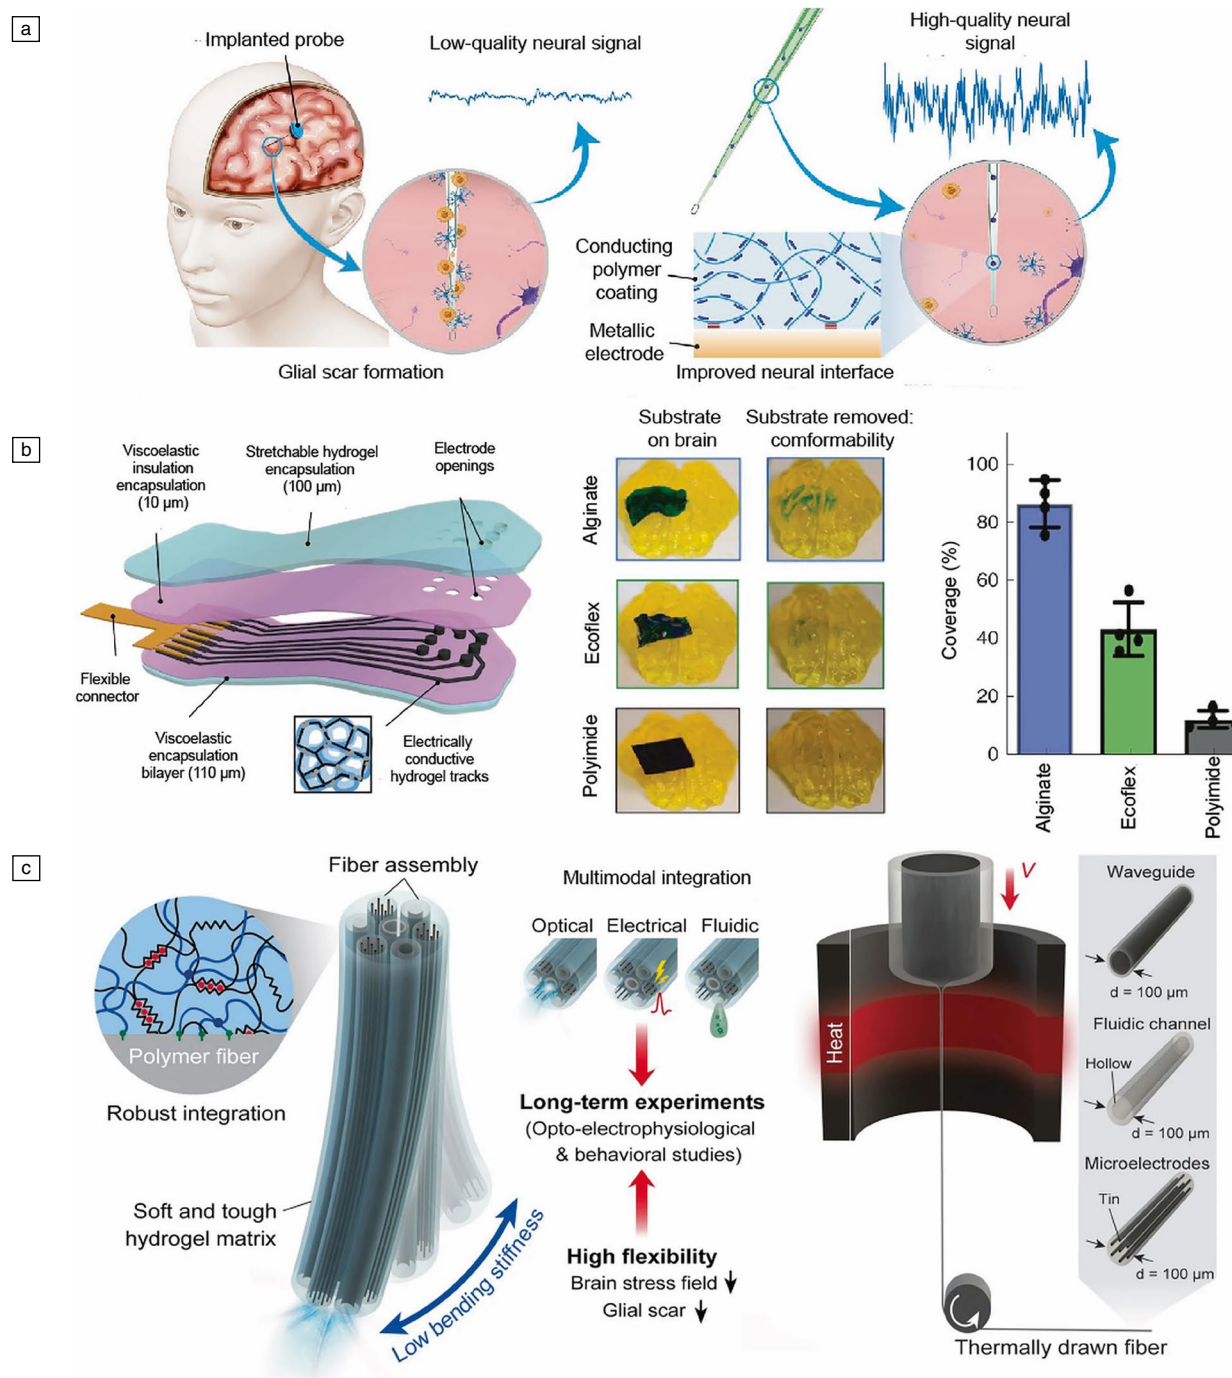 a
Implanted probe
Low-quality neural signal
High-quality neural
signal
Conducting
polymer
coating
Metallic
electrode
Glial scar formation
Improved neural interface
b
Viscoelastic
insulation
encapsulation
(10 µm)
Stretchable hydrogel
encapsulation
(100 µm)
Electrode
openings
Flexible
connector
Viscoelastic
encapsulation
bilayer (110 µm)
Electrically
conductive
hydrogel tracks
Substrate
on brain
Substrate removed:
comformability
Alginate
Ecoflex
Polyimide
Coverage (%)
100
80
60
40
20
0
Alginate
Ecoflex
Polyimide
c
Fiber assembly
Polymer fiber
Robust integration
Soft and tough
hydrogel matrix
Low bending stiffness
Multimodal integration
Optical
Electrical
Fluidic
Long-term experiments
(Opto-electrophysiological
& behavioral studies)
High flexibility
Brain stress field
Glial scar
V
Heat
Thermally drawn fiber
Waveguide
d = 100 µm
Fluidic channel
Hollow
d = 100 µm
Microelectrodes
Tin
d = 100 µm